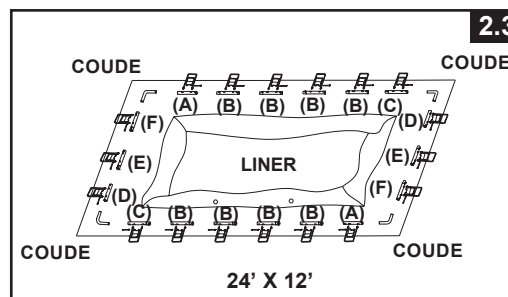 2.3
COUDE COUDE
(A) (B) (B) (B) (B) (C)
(F) (D)
(E) LINER (E)
(D) (F)
(C) (B) (B) (B) (B) (A)
COUDE COUDE
24' X 12'